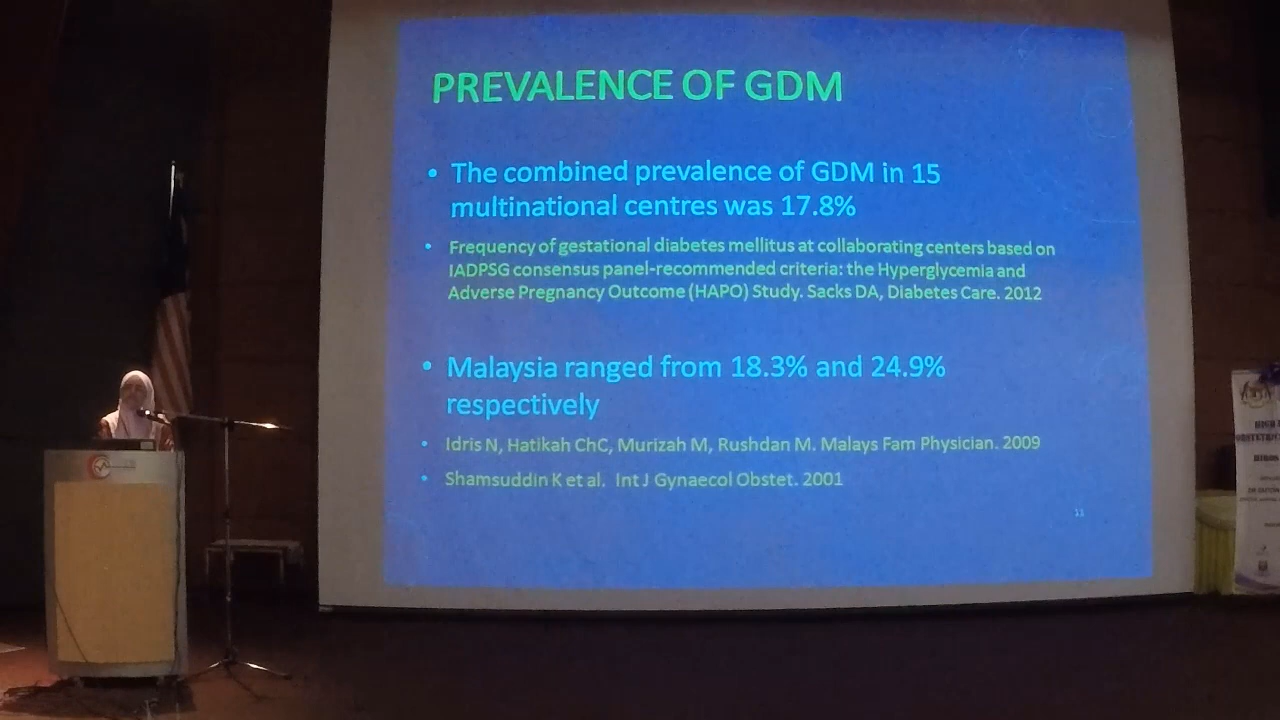 PREVALENCE OF GDM
• The combined prevalence of GDM in 15
multinational centres was 17.8%
• Frequency of gestational diabetes mellitus at collaborating centers based on
IADPSG consensus panel-recommended criteria: the Hyperglycemia and
Adverse Pregnancy Outcome (HAPO) Study. Sacks DA, Diabetes Care. 2012
• Malaysia ranged from 18.3% and 24.9%
respectively
• Idris N, Hatikah ChC, Murizah M, Rushdan M. Malays Fam Physician. 2009
• Shamsuddin K et al. Int J Gynaecol Obstet. 2001
11
HIGH